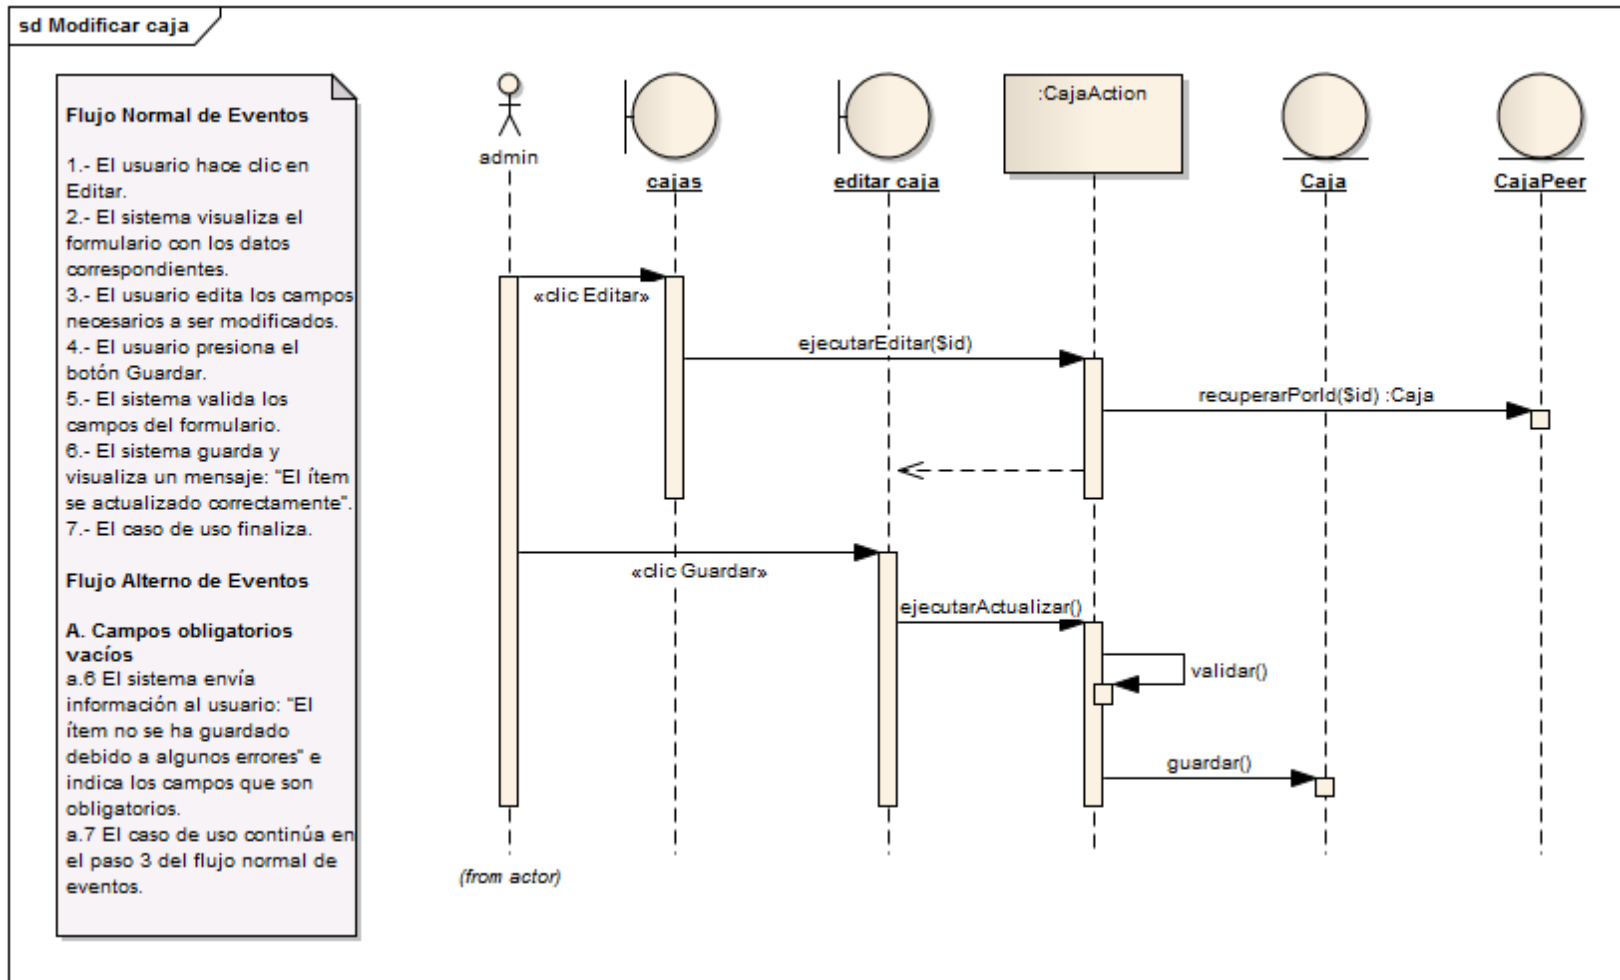 sd Modificar caja
Flujo Normal de Eventos
1.- El usuario hace clic en
Editar.
2.- El sistema visualiza el
formulario con los datos
correspondientes.
3.- El usuario edita los campos
necesarios a ser modificados.
4.- El usuario presiona el
botón Guardar.
5.- El sistema valida los
campos del formulario.
6.- El sistema guarda y
visualiza un mensaje: "El ítem
se actualizado correctamente".
7.- El caso de uso finaliza.
Flujo Alterno de Eventos
A. Campos obligatorios
vacíos
a.6 El sistema envía
información al usuario: "El
ítem no se ha guardado
debido a algunos errores" e
indica los campos que son
obligatorios.
a.7 El caso de uso continúa en
el paso 3 del flujo normal de
eventos.
admin
cajas
editar caja
:CajaAction
Caja
CajaPeer
«clic Editar»
ejecutarEditar($id)
recuperarPorId($id) :Caja
«clic Guardar»
ejecutarActualizar()
validar()
guardar()
(from actor)